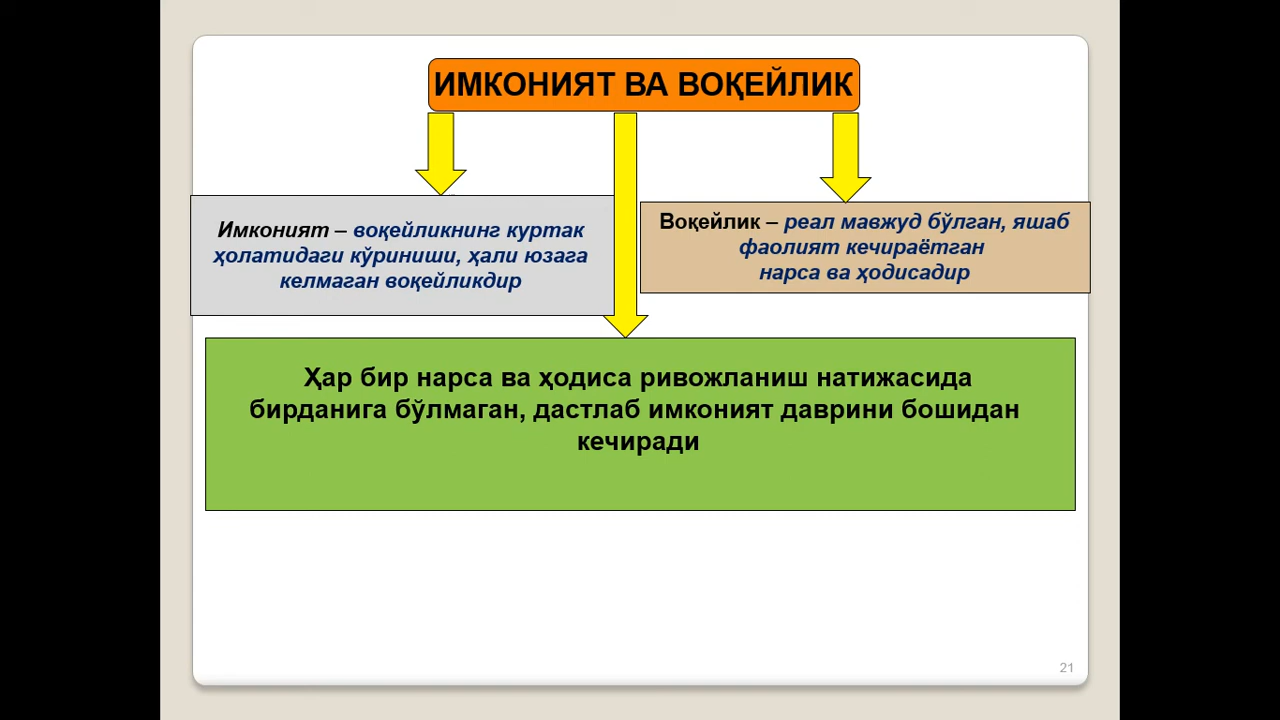 ИМКОНИЯТ ВА ВОҚЕЙЛИК
Имконият – воқейликнинг куртак
ҳолатидаги кўриниши, ҳали юзага
келмаган воқейликдир
Воқейлик – реал мавжуд бўлган, яшаб
фаолият кечираётган
нарса ва ҳодисадир
Ҳар бир нарса ва ҳодиса ривожланиш натижасида
бирданига бўлмаган, дастлаб имконият даврини бошидан
кечиради
21